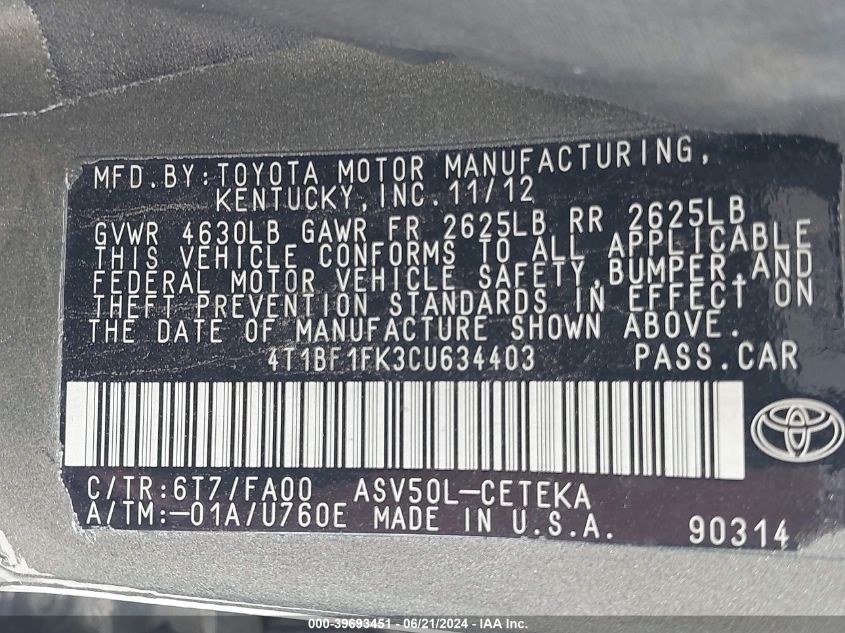 MFD.BY:TOYOTA MOTOR MANUFACTURING,
KENTUCKY,INC.11/12
GVWR 4630LB GAWR FR 2625LB RR 2625LB
THIS VEHICLE CONFORMS TO ALL APPLICABLE
FEDERAL MOTOR VEHICLE SAFETY,BUMPER,AND
THEFT PREVENTION STANDARDS IN EFFECT ON
THE DATE OF MANUFACTURE SHOWN ABOVE.
4T1BF1FK3CU634403 PASS.CAR
C/TR:6T7/FA00 ASV50L-CETEKA
A/TM:-01A/U760E MADE IN U.S.A. 90314
000-39693451 - 06/21/2024 - IAA Inc.